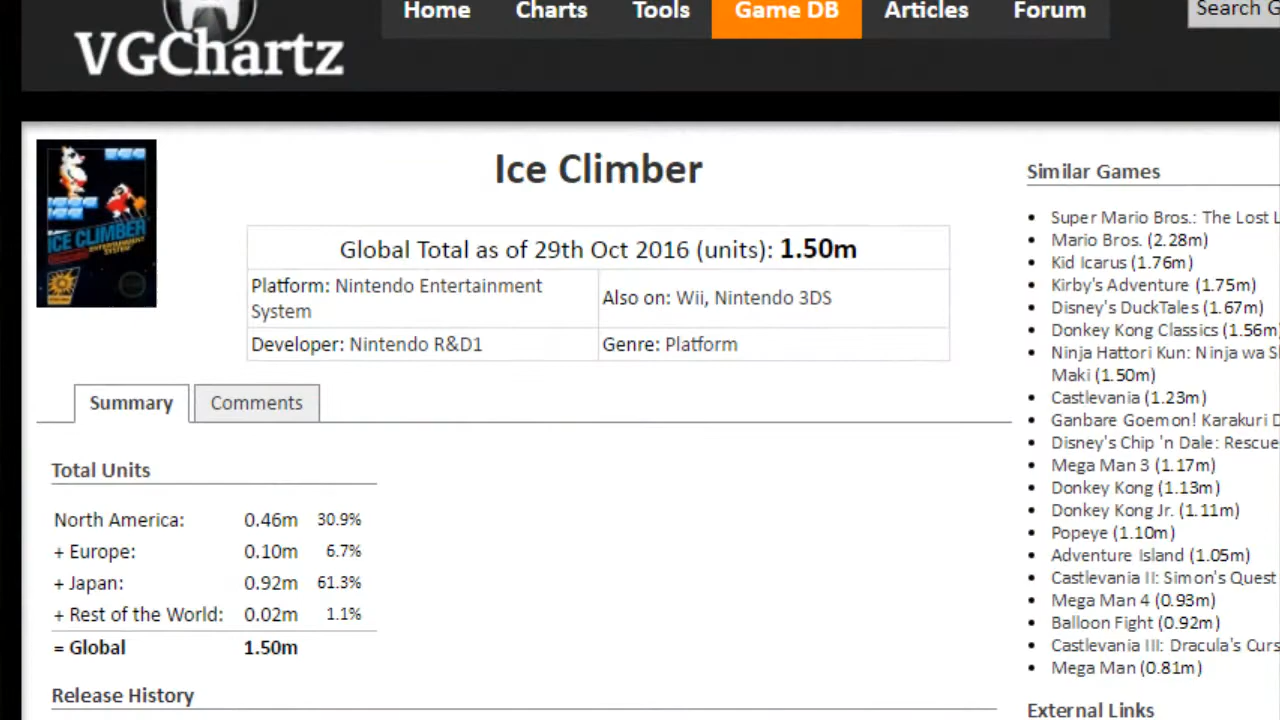 Home Charts Tools Game DB Articles Forum Search G
VGChartz
Ice Climber
ICE CLIMBER
ENTERTAINMENT
SYSTEM
Global Total as of 29th Oct 2016 (units): 1.50m
Platform: Nintendo Entertainment
System
Also on: Wii, Nintendo 3DS
Developer: Nintendo R&D1
Genre: Platform
Summary Comments
Total Units
North America: 0.46m 30.9%
+ Europe: 0.10m 6.7%
+ Japan: 0.92m 61.3%
+ Rest of the World: 0.02m 1.1%
= Global 1.50m
Release History
Similar Games
Super Mario Bros.: The Lost L
Mario Bros. (2.28m)
Kid Icarus (1.76m)
Kirby's Adventure (1.75m)
Disney's DuckTales (1.67m)
Donkey Kong Classics (1.56m
Ninja Hattori Kun: Ninja wa S
Maki (1.50m)
Castlevania (1.23m)
Ganbare Goemon! Karakuri D
Disney's Chip 'n Dale: Rescue
Mega Man 3 (1.17m)
Donkey Kong (1.13m)
Donkey Kong Jr. (1.11m)
Popeye (1.10m)
Adventure Island (1.05m)
Castlevania II: Simon's Quest
Mega Man 4 (0.93m)
Balloon Fight (0.92m)
Castlevania III: Dracula's Curs
Mega Man (0.81m)
External Links